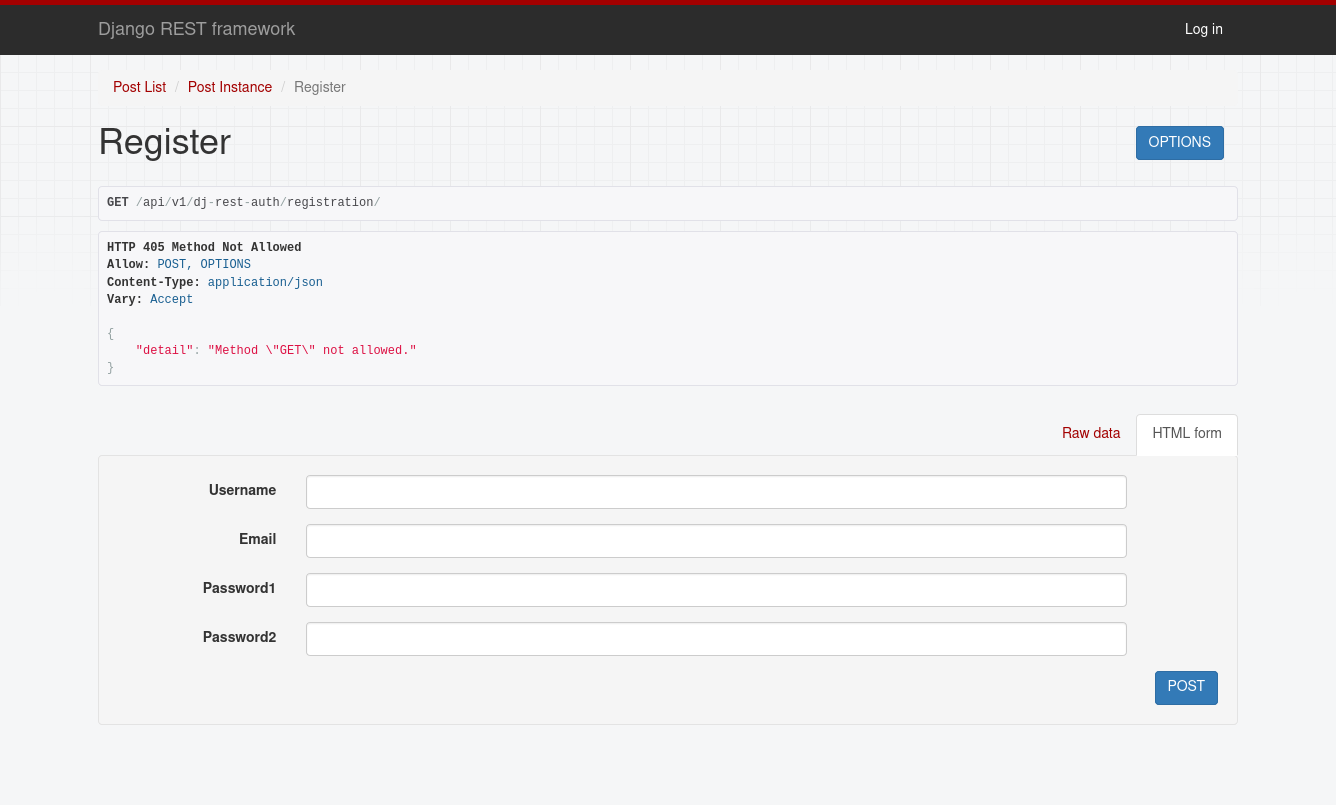 Django REST framework
Log in
Post List / Post Instance / Register
Register
OPTIONS
GET /api/v1/dj-rest-auth/registration/
HTTP 405 Method Not Allowed
Allow: POST, OPTIONS
Content-Type: application/json
Vary: Accept
{
    "detail": "Method \"GET\" not allowed."
}
Raw data
HTML form
Username
Email
Password1
Password2
POST